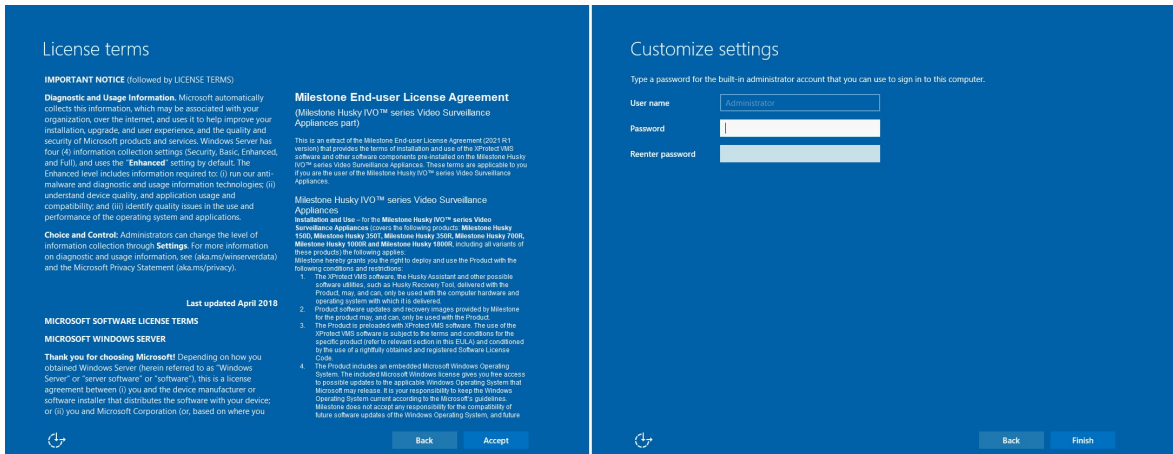 License terms
IMPORTANT NOTICE (followed by LICENSE TERMS)
Diagnostic and Usage Information. Microsoft automatically
collects this information, which may be associated with your
organization, over the internet, and uses it to help improve your
installation, upgrade, and user experience, and the quality and
security of Microsoft products and services. Windows Server has
four (4) information collection settings (Security, Basic, Enhanced,
and Full), and uses the "Enhanced" setting by default. The
Enhanced level includes information required to: (i) run our anti-
malware and diagnostic and usage information technologies; (ii)
understand device quality, and application usage and
compatibility; and (iii) identify quality issues in the use and
performance of the operating system and applications.
Choice and Control: Administrators can change the level of
information collection through Settings. For more information
on diagnostic and usage information, see (aka.ms/winserverdata)
and the Microsoft Privacy Statement (aka.ms/privacy).
Last updated April 2018
MICROSOFT SOFTWARE LICENSE TERMS
MICROSOFT WINDOWS SERVER
Thank you for choosing Microsoft! Depending on how you
obtained Windows Server (herein referred to as "Windows
Server" or "server software" or "software"), this is a license
agreement between (i) you and the device manufacturer or
software installer that distributes the software with your device;
or (ii) you and Microsoft Corporation (or, based on where you
Milestone End-user License Agreement
(Milestone Husky IVO™ series Video Surveillance
Appliances part)
This is an extract of the Milestone End-user License Agreement (2021 R1
version) that provides the terms of installation and use of the XProtect VMS
software and other software components pre-installed on the Milestone Husky
IVO™ series Video Surveillance Appliances. These terms are applicable to you
if you are the user of the Milestone Husky IVO™ series Video Surveillance
Appliances.
Milestone Husky IVO™ series Video Surveillance
Appliances
Installation and Use – for the Milestone Husky IVO™ series Video
Surveillance Appliances (covers the following products: Milestone Husky
150D, Milestone Husky 350T, Milestone Husky 350R, Milestone Husky 700R,
Milestone Husky 1000R and Milestone Husky 1800R, including all variants of
these products) the following applies:
Milestone hereby grants you the right to deploy and use the Product with the
following conditions and restrictions:
1. The XProtect VMS software, the Husky Assistant and other possible
software utilities, such as Husky Recovery Tool, delivered with the
Product, may, and can, only be used with the computer hardware and
operating system with which it is delivered.
2. Product software updates and recovery images provided by Milestone
for the product may, and can, only be used with the Product.
3. The Product is preloaded with XProtect VMS software. The use of the
XProtect VMS software is subject to the terms and conditions for the
specific product (refer to relevant section in this EULA) and conditioned
by the use of a rightfully obtained and registered Software License
Code.
4. The Product includes an embedded Microsoft Windows Operating
System. The included Microsoft Windows license gives you free access
to possible updates to the applicable Windows Operating System that
Microsoft may release. It is your responsibility to keep the Windows
Operating System current according to the Microsoft's guidelines.
Milestone does not accept any responsibility for the compatibility of
future software updates of the Windows Operating System, and future
Back
Accept
Customize settings
Type a password for the built-in administrator account that you can use to sign in to this computer.
User name
Administrator
Password
Reenter password
Back
Finish